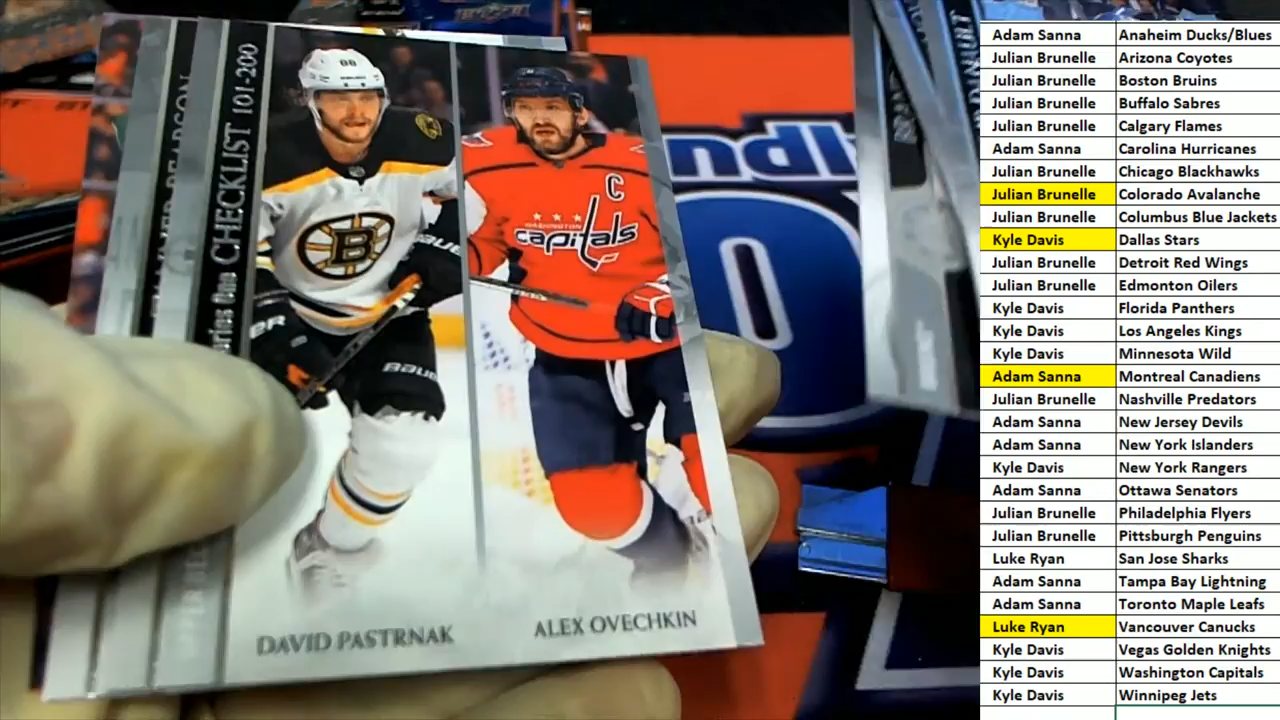 CHECKLIST 101-200
88
B
BAUER
BAUER
C
WASHINGTON
capitals
DAVID PASTRNAK
ALEX OVECHKIN
Adam Sanna Anaheim Ducks/Blues
Julian Brunelle Arizona Coyotes
Julian Brunelle Boston Bruins
Julian Brunelle Buffalo Sabres
Julian Brunelle Calgary Flames
Adam Sanna Carolina Hurricanes
Julian Brunelle Chicago Blackhawks
Julian Brunelle Colorado Avalanche
Julian Brunelle Columbus Blue Jackets
Kyle Davis Dallas Stars
Julian Brunelle Detroit Red Wings
Julian Brunelle Edmonton Oilers
Kyle Davis Florida Panthers
Kyle Davis Los Angeles Kings
Kyle Davis Minnesota Wild
Adam Sanna Montreal Canadiens
Julian Brunelle Nashville Predators
Adam Sanna New Jersey Devils
Adam Sanna New York Islanders
Kyle Davis New York Rangers
Adam Sanna Ottawa Senators
Julian Brunelle Philadelphia Flyers
Julian Brunelle Pittsburgh Penguins
Luke Ryan San Jose Sharks
Adam Sanna Tampa Bay Lightning
Adam Sanna Toronto Maple Leafs
Luke Ryan Vancouver Canucks
Kyle Davis Vegas Golden Knights
Kyle Davis Washington Capitals
Kyle Davis Winnipeg Jets